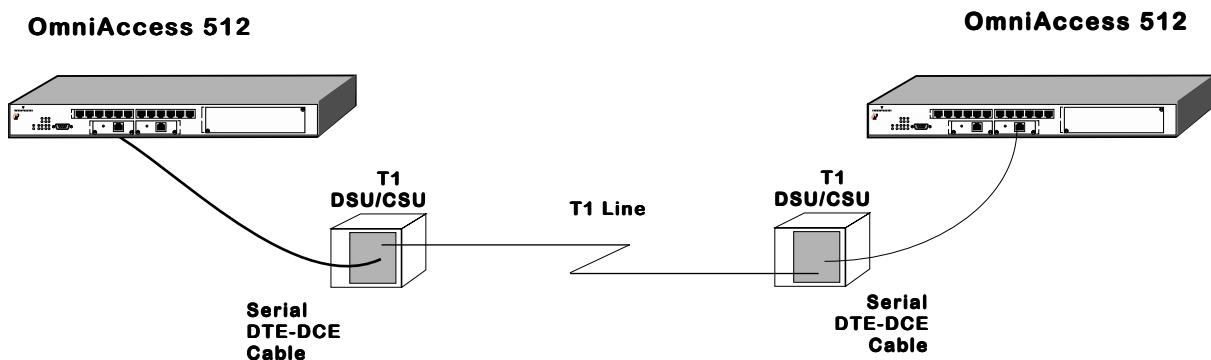 OmniAccess 512
OmniAccess 512
T1
DSU/CSU
T1 Line
T1
DSU/CSU
Serial
DTE-DCE
Cable
Serial
DTE-DCE
Cable